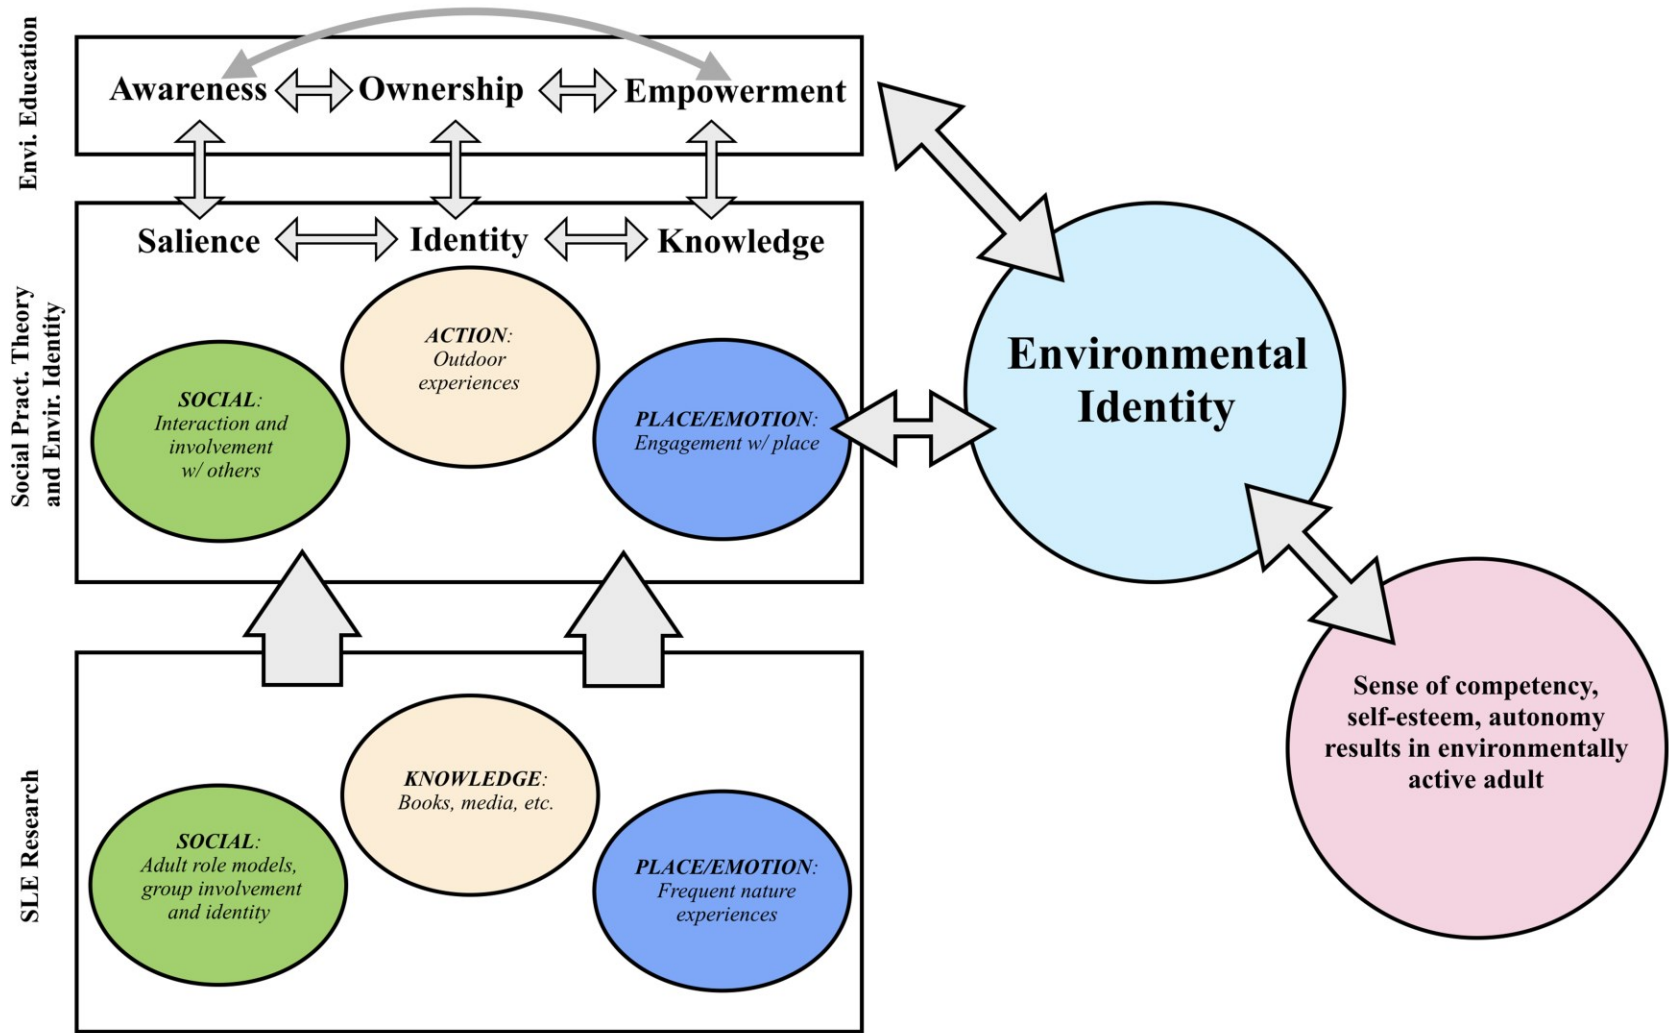 Envi. Education
Awareness
Ownership
Empowerment
Social Pract. Theory
and Envir. Identity
Salience
Identity
Knowledge
ACTION:
Outdoor
experiences
SOCIAL:
Interaction and
involvement
w/ others
PLACE/EMOTION:
Engagement w/ place
Environmental
Identity
SLE Research
KNOWLEDGE:
Books, media, etc.
SOCIAL:
Adult role models,
group involvement
and identity
PLACE/EMOTION:
Frequent nature
experiences
Sense of competency,
self-esteem, autonomy
results in environmentally
active adult